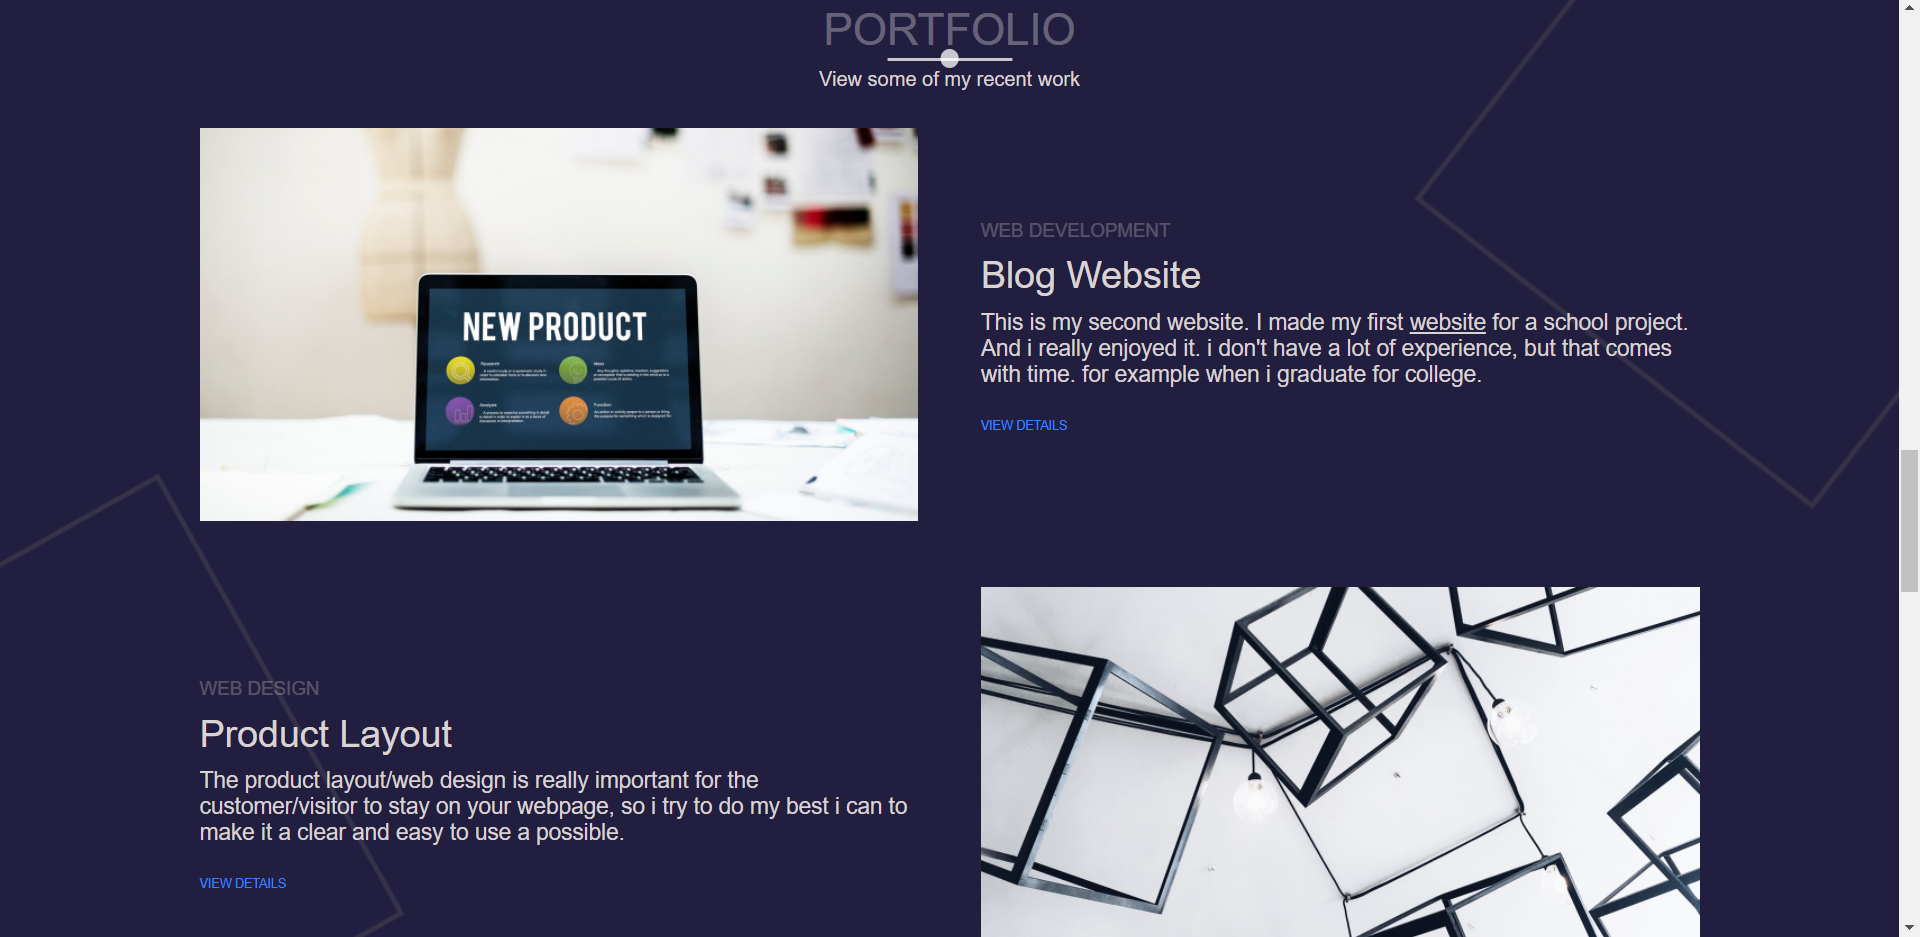 PORTFOLIO
View some of my recent work
NEW PRODUCT
Research
Ideas
Analysis
Function
WEB DEVELOPMENT
Blog Website
This is my second website. I made my first website for a school project.
And i really enjoyed it. i don't have a lot of experience, but that comes
with time. for example when i graduate for college.
VIEW DETAILS
WEB DESIGN
Product Layout
The product layout/web design is really important for the
customer/visitor to stay on your webpage, so i try to do my best i can to
make it a clear and easy to use a possible.
VIEW DETAILS